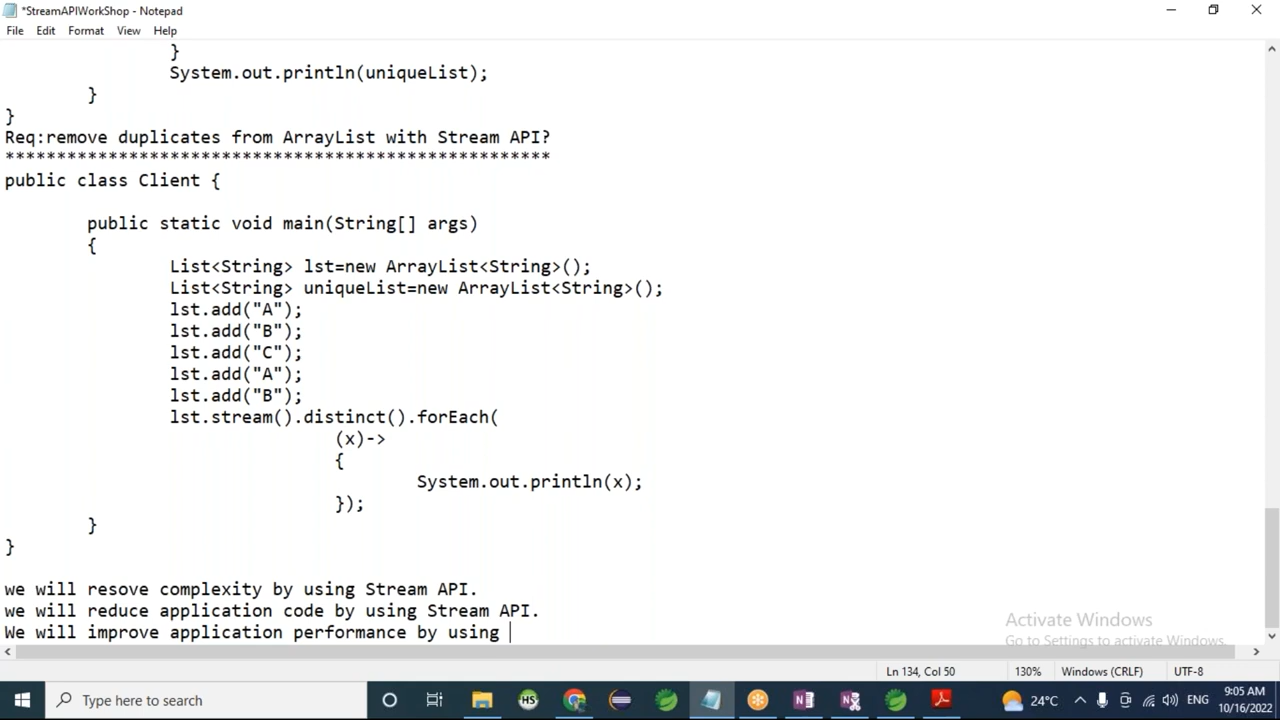 *StreamAPIWorkShop - Notepad
File Edit Format View Help
}
System.out.println(uniqueList);
}
}
Req:remove duplicates from ArrayList with Stream API?
*****************************************************
public class Client {
public static void main(String[] args)
{
List<String> lst=new ArrayList<String>();
List<String> uniqueList=new ArrayList<String>();
lst.add("A");
lst.add("B");
lst.add("C");
lst.add("A");
lst.add("B");
lst.stream().distinct().forEach(
(x)->
{
System.out.println(x);
});
}
}
we will resove complexity by using Stream API.
we will reduce application code by using Stream API.
We will improve application performance by using
Activate Windows
Go to Settings to activate Windows.
Ln 134, Col 50 130% Windows (CRLF) UTF-8
Type here to search
HS
24°C
ENG
9:05 AM
10/16/2022